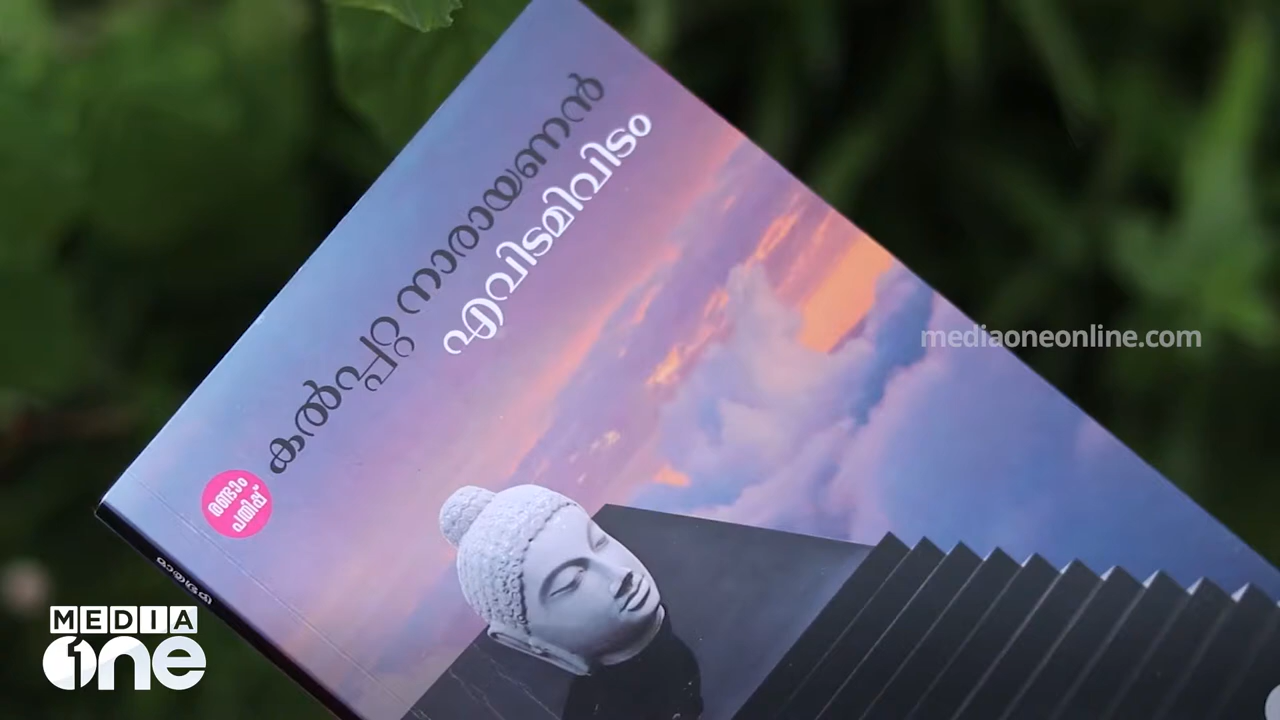 കൽപ്പറ്റ നാരായണൻ
എവിടമിവിടം
രണ്ടാം
പതിപ്പ്
mediaoneonline.com
MEDIA
one